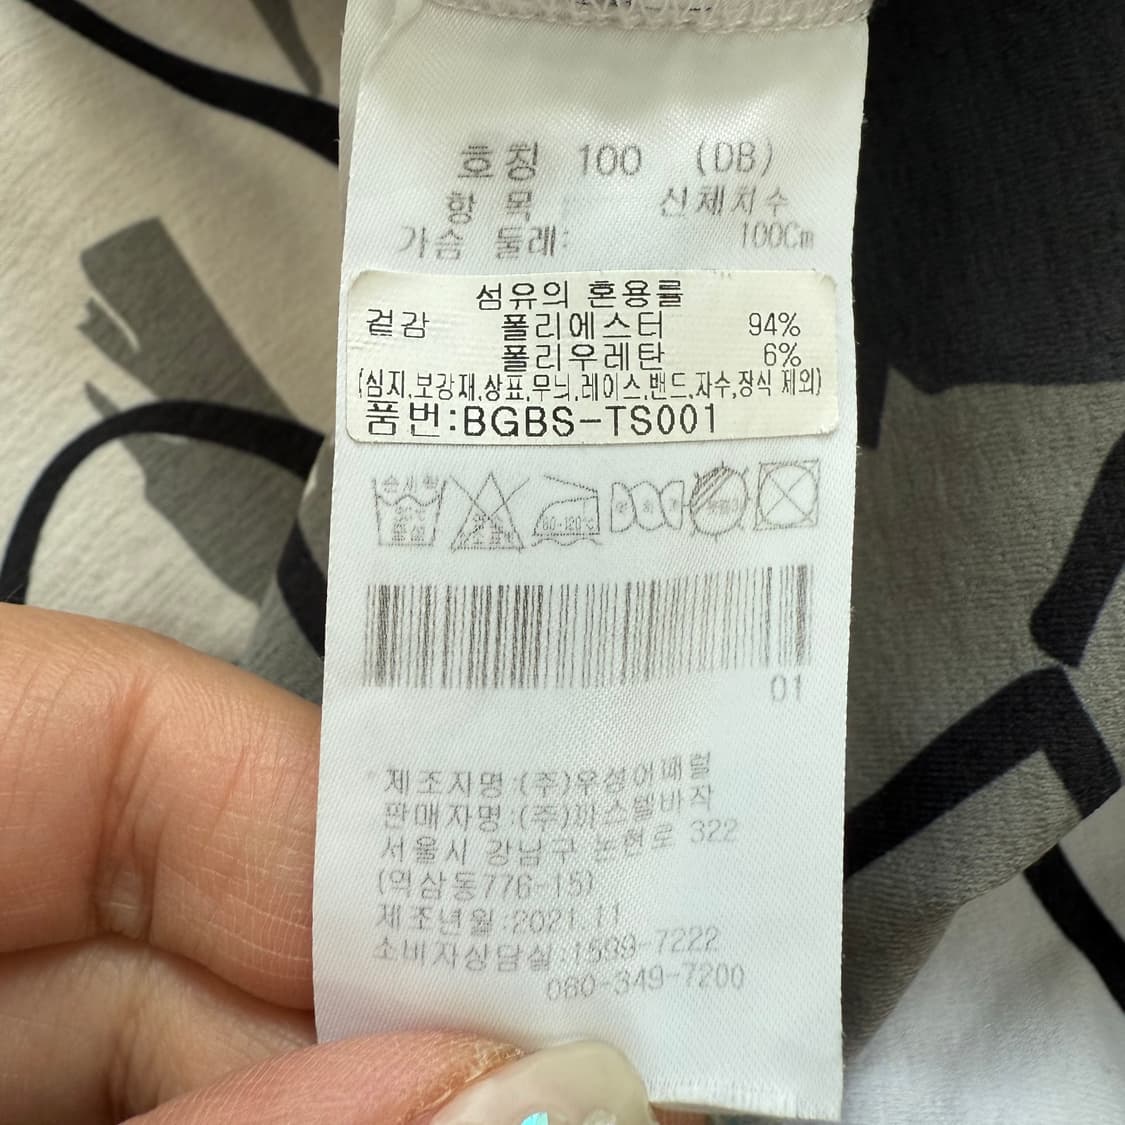 호칭 100 (DB)
항 목 신체치수
가슴 둘레: 100Cm
섬유의 혼용률
겉감 폴리에스터 94%
폴리우레탄 6%
(심지,보강재,상표,무늬,레이스,밴드,자수,장식 제외)
품번:BGBS-TS001
손세탁
80-120℃
01
제조자명:(주)우성어패럴
판매자명:(주)까스텔바작
서울시 강남구 논현로 322
(역삼동776-15)
제조년월:2021.11
소비자상담실:1599-7222
080-349-7200